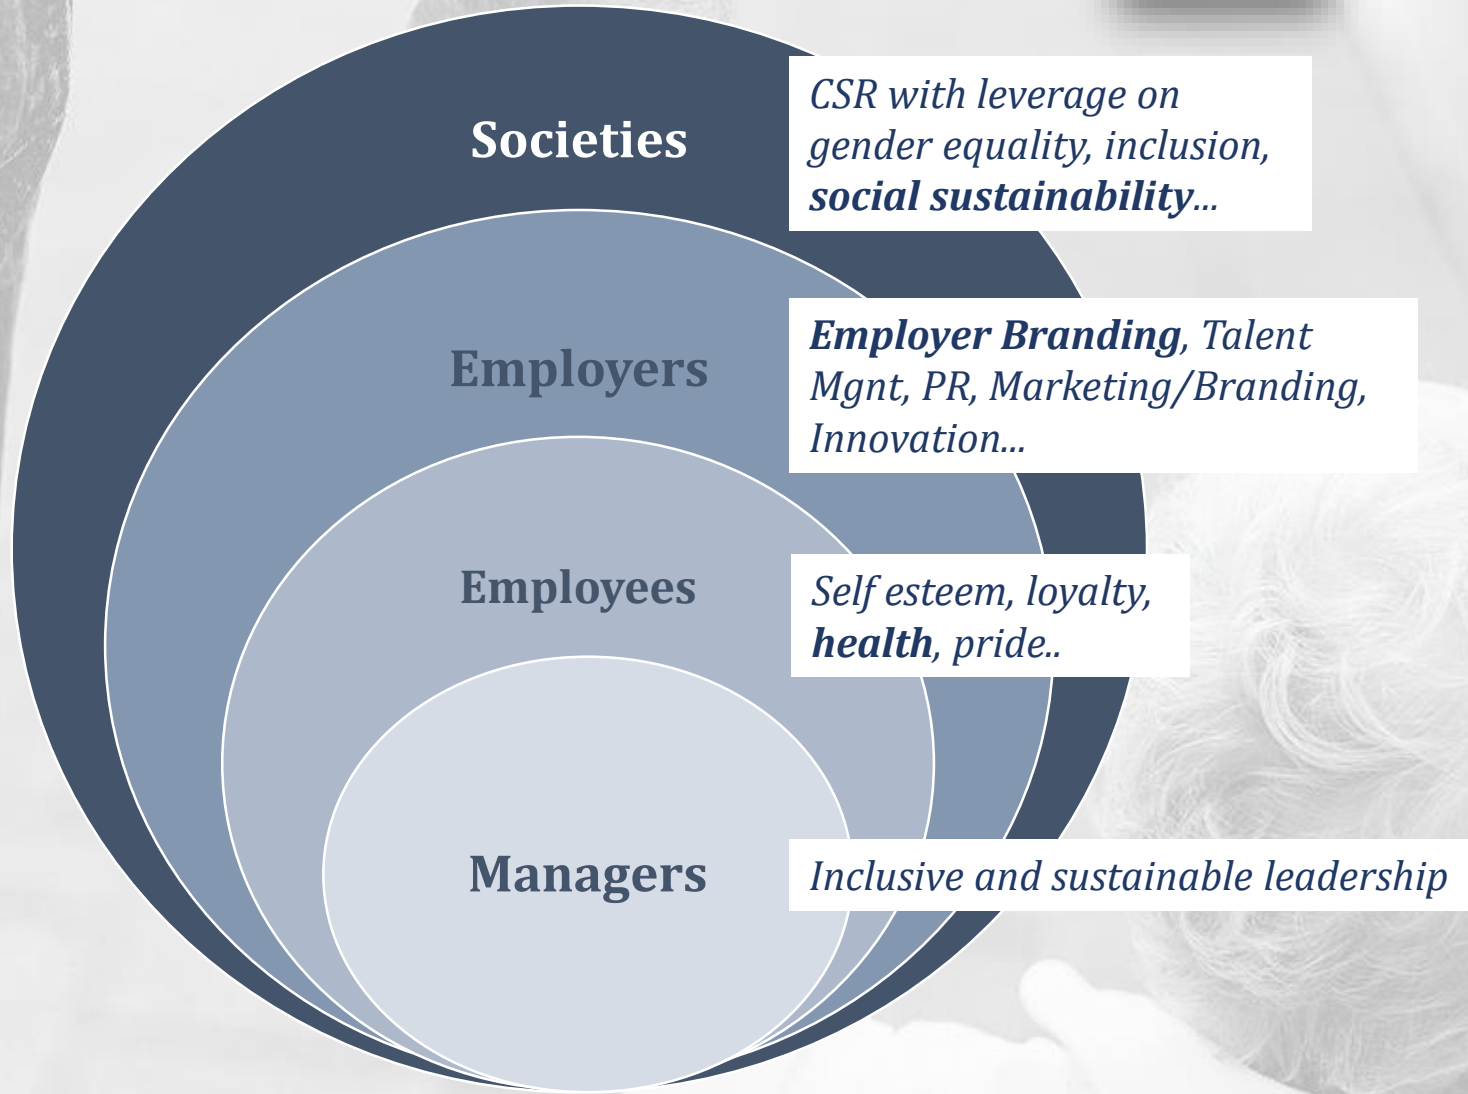 Societies
CSR with leverage on
gender equality, inclusion,
social sustainability...
Employers
Employer Branding, Talent
Mgnt, PR, Marketing/Branding,
Innovation...
Employees
Self esteem, loyalty,
health, pride..
Managers
Inclusive and sustainable leadership